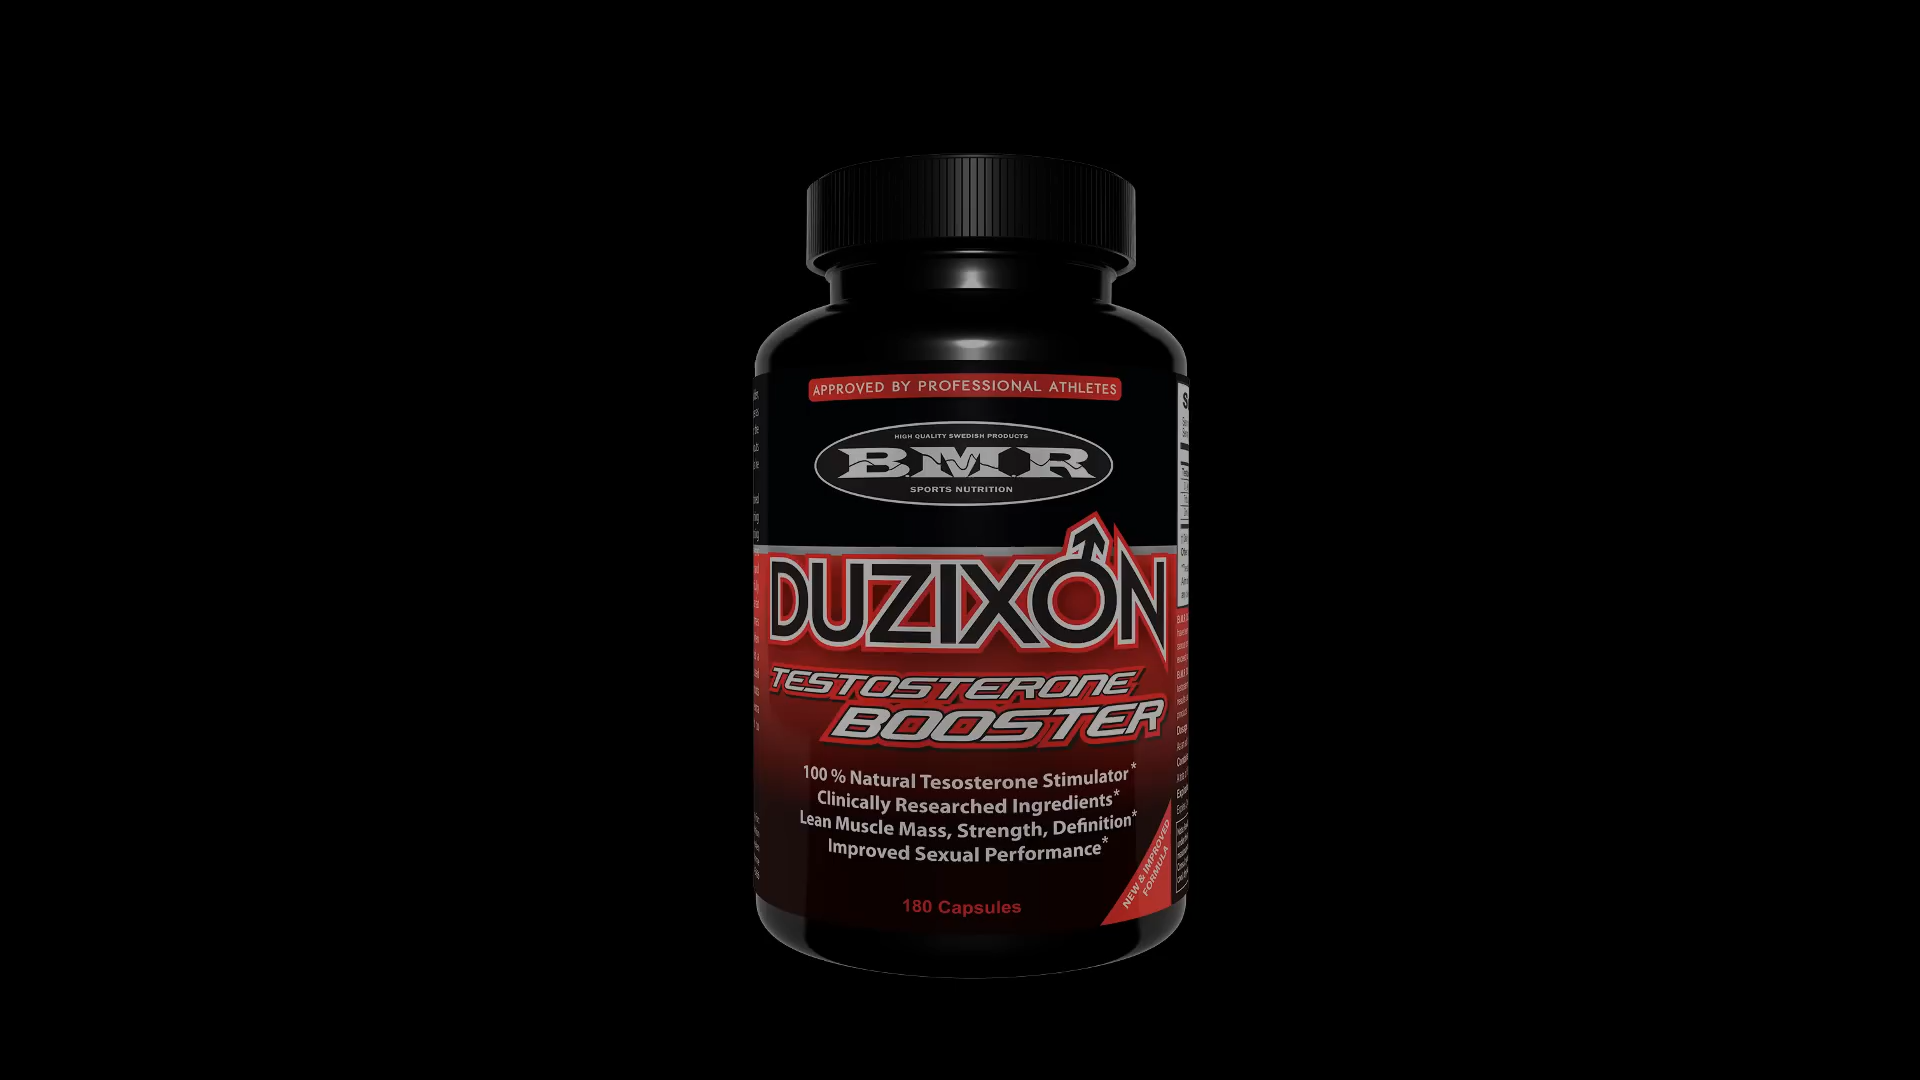 APPROVED BY PROFESSIONAL ATHLETES
HIGH QUALITY SWEDISH PRODUCTS
B.M.R
SPORTS NUTRITION
DUZIXON
TESTOSTERONE
BOOSTER
100 % Natural Tesosterone Stimulator*
Clinically Researched Ingredients*
Lean Muscle Mass, Strength, Definition*
Improved Sexual Performance*
NEW & IMPROVED
FORMULA
180 Capsules